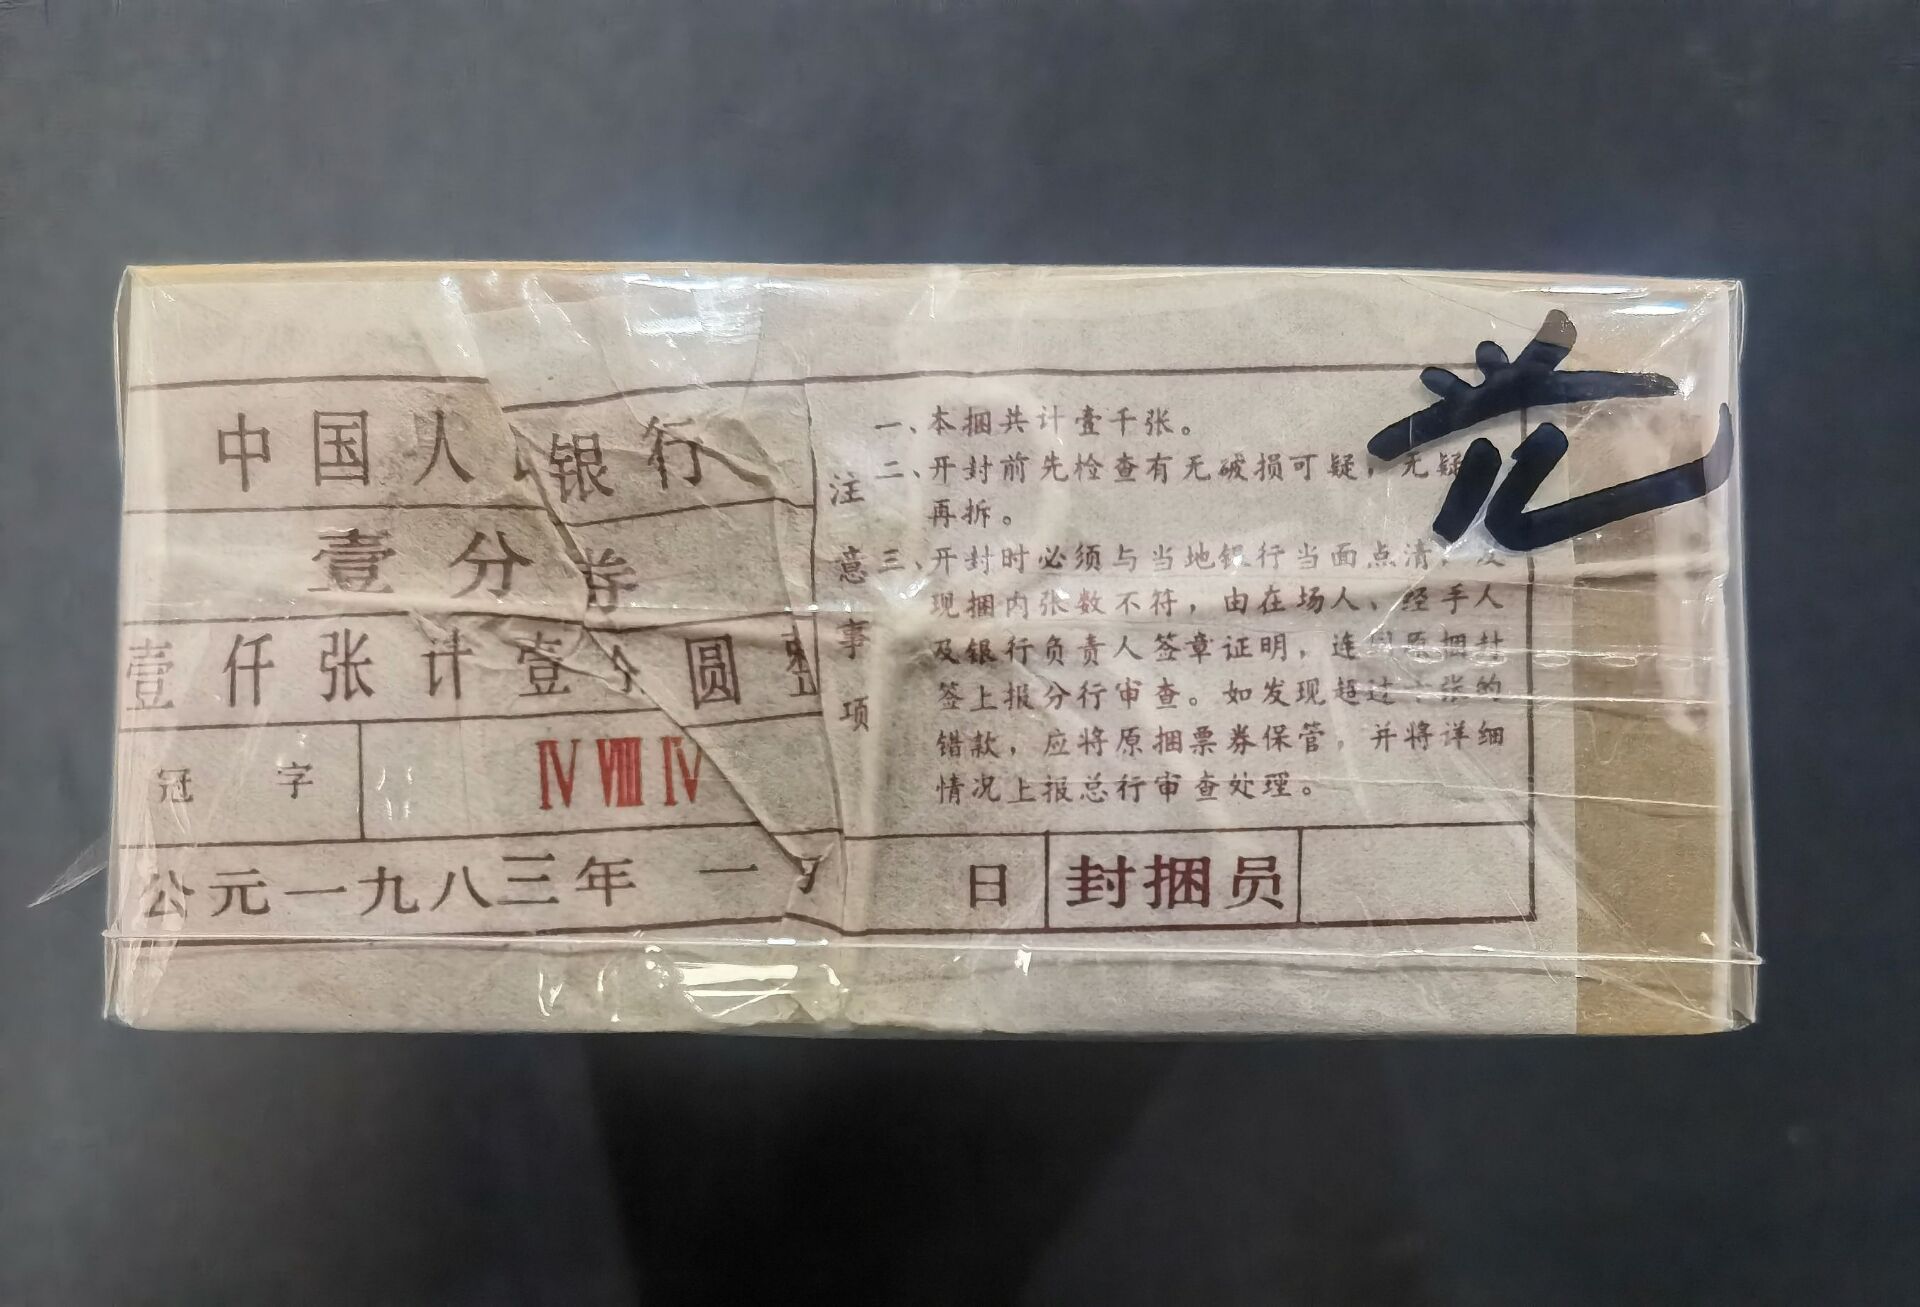 中国人 银行
壹分券
壹仟张计壹 圆整
冠字
ⅣⅧⅣ
公元一九八三年一 日
封捆员
注意事项
一、本捆共计壹千张。
二、开封前先检查有无破损可疑，无疑
再拆。
三、开封时必须与当地银行当面点清，发
现捆内张数不符，由在场人、经手人
及银行负责人签章证明，连同原捆封
签上报分行审查。如发现超过十张的
错款，应将原捆票券保管，并将详细
情况上报总行审查处理。